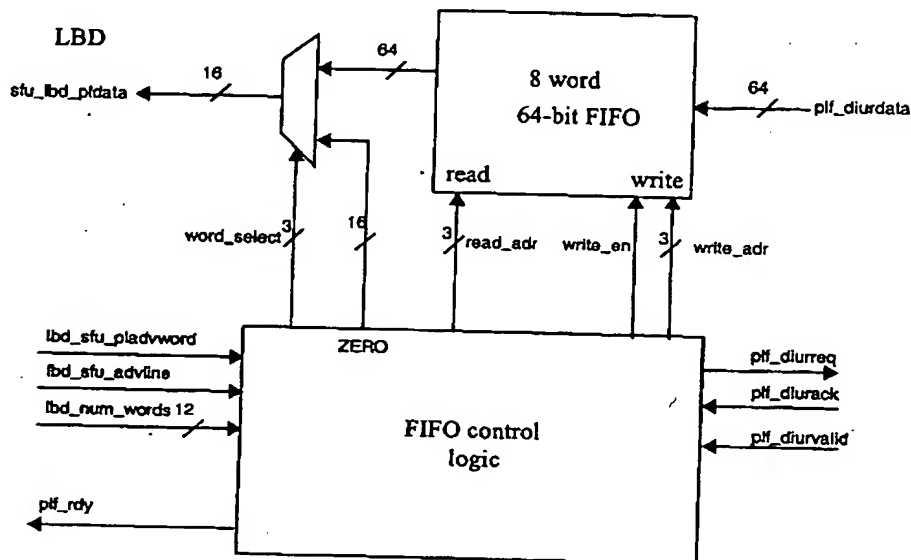 LBD
64
16
8 word
64
sfu_lbd_plfdata
64-bit FIFO
plf_diurdata
read
write
word_select
3
16
3
read_adr
write_en
3
write_adr
lbd_sfu_pladvword
ZERO
plf_diurreq
lbd_sfu_advline
plf_diurack
lbd_num_words
12
FIFO control
plf_diurvalid
logic
plf_rdy